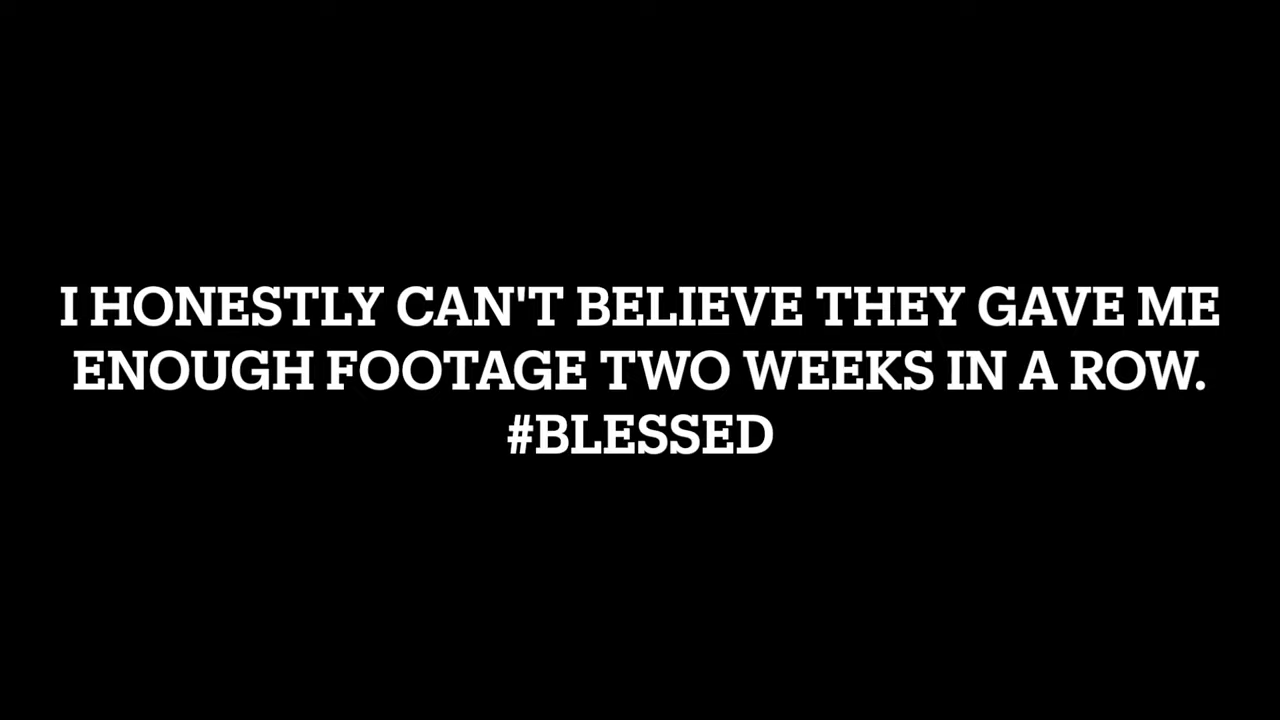 I HONESTLY CAN'T BELIEVE THEY GAVE ME
ENOUGH FOOTAGE TWO WEEKS IN A ROW.
#BLESSED